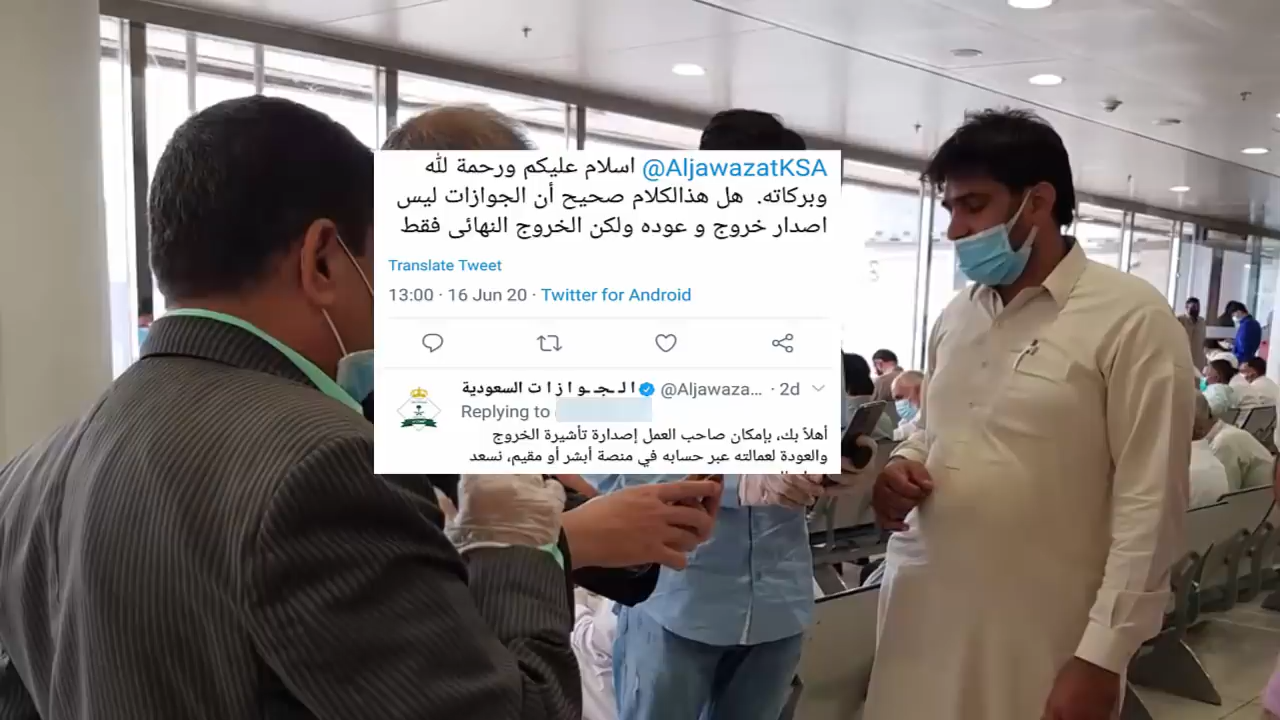 @AljawazatKSA اسلام عليكم ورحمة لله
وبركاته. هل هذالكلام صحيح أن الجوازات ليس
اصدار خروج و عوده ولكن الخروج النهائى فقط
Translate Tweet
13:00 · 16 Jun 20 · Twitter for Android
الـجـوازات السعودية @Aljawaza... · 2d
Replying to
أهلاً بك، بإمكان صاحب العمل إصدارة تأشيرة الخروج
والعودة لعمالته عبر حسابه في منصة أبشر أو مقيم، نسعد